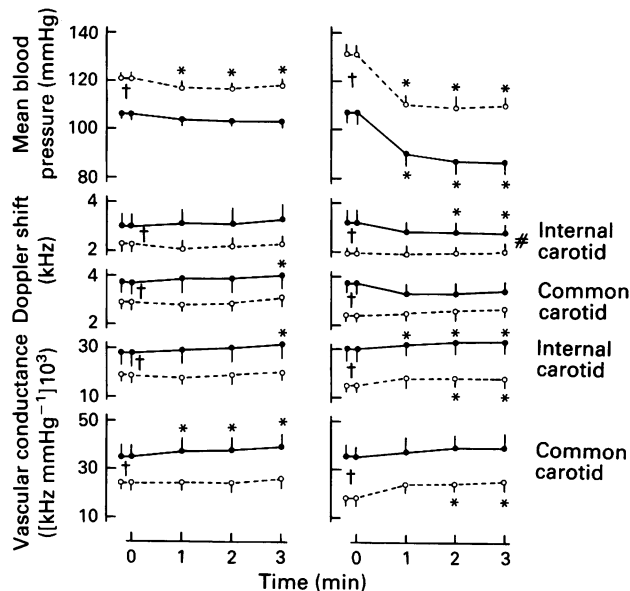 Mean blood
pressure (mmHg)
140
120
100
80
* * *
†
† * * *
* * *
Doppler shift
(kHz)
4
2
†
† * *
# Internal
carotid
4
2
† *
†
Common
carotid
Vascular conductance
([kHz mmHg−1]10³)
30
10
† *
† * * *
* *
Internal
carotid
50
30
10
† * * *
† * *
Common
carotid
0 1 2 3 0 1 2 3
Time (min)